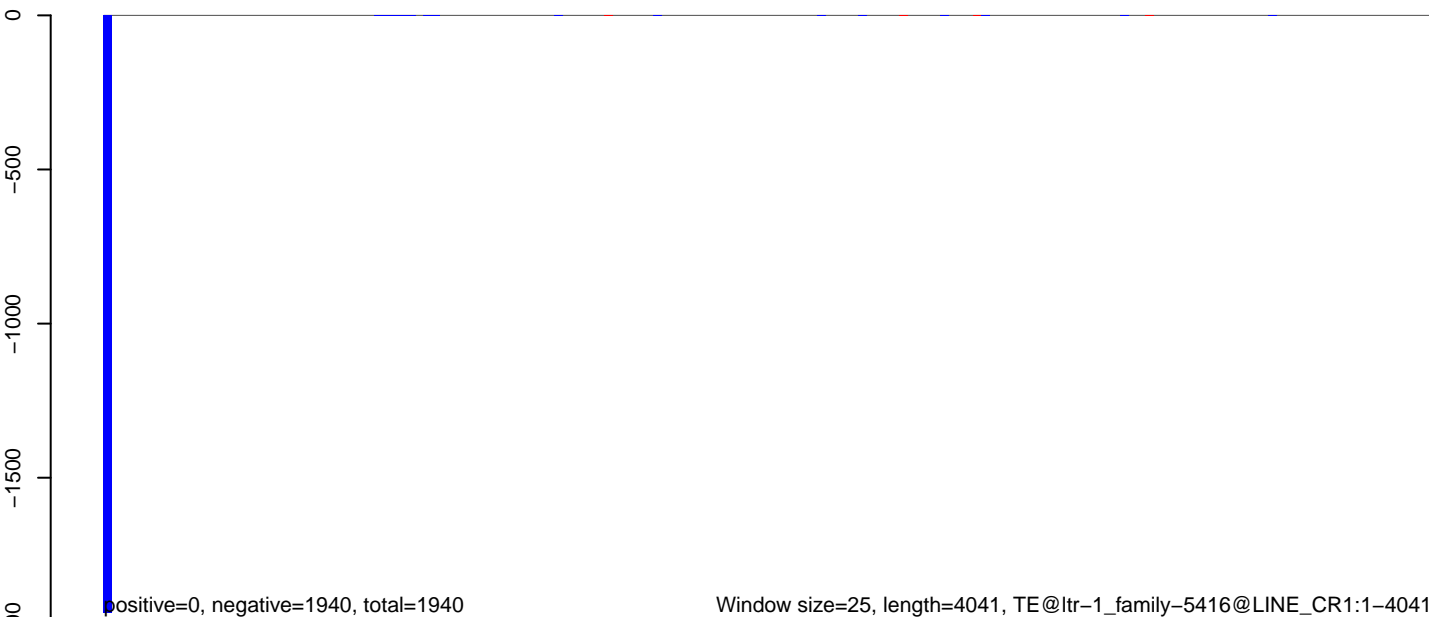 0
−500
−1000
−1500
positive=0, negative=1940, total=1940
Window size=25, length=4041, TE@ltr−1_family−5416@LINE_CR1:1−4041